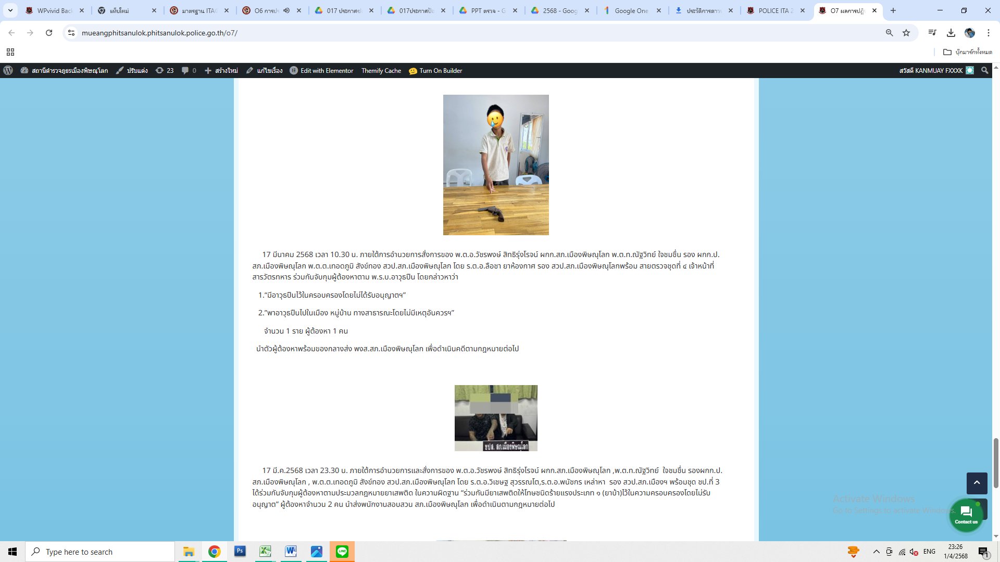 WPvivid Back
แท็บใหม่
มาตรฐาน ITA
O6 การปร
017 ประกาศช
017ประกาศป้อ
PPT ตรวจ - G
2568 - Goog
Google One
ประวัติการดาวน
POLICE ITA 2
O7 ผลการปฏิบ
mueangphitsanulok.phitsanulok.police.go.th/o7/
บุ๊กมาร์กทั้งหมด
สถานีตำรวจภูธรเมืองพิษณุโลก ปรับแต่ง 23 0 สร้างใหม่ แก้ไขเรื่อง Edit with Elementor Themify Cache Turn On Builder สวัสดี KANMUAY FXXXK
17 มีนาคม 2568 เวลา 10.30 น. ภายใต้การอำนวยการสั่งการของ พ.ต.อ.วัชรพงษ์ สิทธิรุ่งโรจน์ ผกก.สภ.เมืองพิษณุโลก พ.ต.ท.ณัฐวิทย์ ใจชมชื่น รอง ผกก.ป.
สภ.เมืองพิษณุโลก พ.ต.ต.เทอดภูมิ สังข์ทอง สวป.สภ.เมืองพิษณุโลก โดย ร.ต.อ.ลือชา ยาห้องกาศ รอง สวป.สภ.เมืองพิษณุโลกพร้อม สายตรวจชุดที่ ๔ เจ้าหน้าที่
สารวัตรทหาร ร่วมกันจับกุมผู้ต้องหาตาม พ.ร.บ.อาวุธปืน โดยกล่าวหาว่า
1.“มีอาวุธปืนไว้ในครอบครองโดยไม่ได้รับอนุญาตฯ”
2.”พาอาวุธปืนไปในเมือง หมู่บ้าน ทางสาธารณะโดยไม่มีเหตุอันควรฯ”
จำนวน 1 ราย ผู้ต้องหา 1 คน
นำตัวผู้ต้องหาพร้อมของกลางส่ง พงส.สภ.เมืองพิษณุโลก เพื่อดำเนินคดีตามกฎหมายต่อไป
ชปส. สภ.เมืองพิษณุโลก
17 มี.ค.2568 เวลา 23.30 น. ภายใต้การอำนวยการและสั่งการของ พ.ต.อ.วัชรพงษ์ สิทธิรุ่งโรจน์ ผกก.สภ.เมืองพิษณุโลก ,พ.ต.ท.ณัฐวิทย์ ใจชมชื่น รองผกก.ป.
สภ.เมืองพิษณุโลก , พ.ต.ต.เทอดภูมิ สังข์ทอง สวป.สภ.เมืองพิษณุโลก โดย ร.ต.อ.วิเชษฐ สุวรรณโต,ร.ต.อ.พนัชกร เหล่าหา รอง สวป.สภ.เมืองฯ พร้อมชุด ชป.ที่ 3
ได้ร่วมกันจับกุมผู้ต้องหาตามประมวลกฎหมายยาเสพติด ในความผิดฐาน “ร่วมกันมียาเสพติดให้โทษชนิดร้ายแรงประเภท ๑ (ยาบ้า)ไว้ในความครอบครองโดยไม่รับ
อนุญาต” ผู้ต้องหาจำนวน 2 คน นำส่งพนักงานสอบสวน สภ.เมืองพิษณุโลก เพื่อดำเนินตามกฎหมายต่อไป
Activate Windows
Go to Settings to activate Windows.
Contact us
Type here to search
Ps
LINE
ENG
23:26
1/4/2568
1